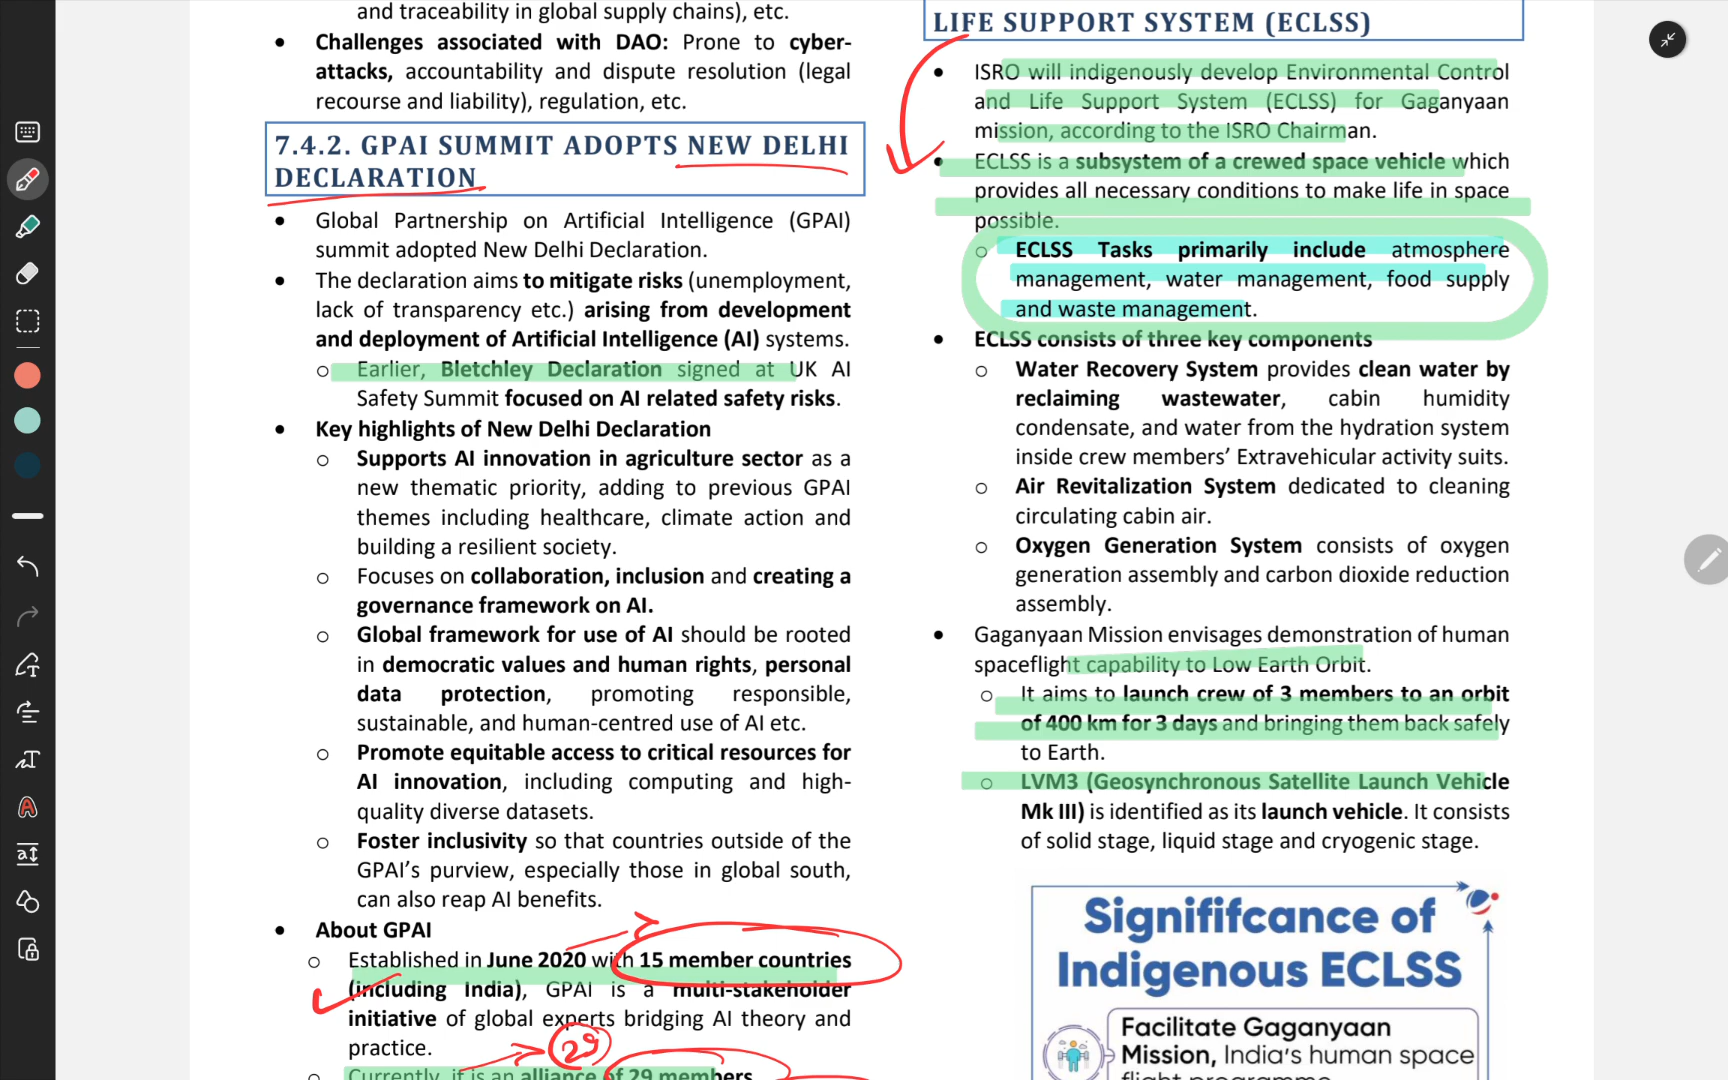 and traceability in global supply chains), etc.
• Challenges associated with DAO: Prone to cyber-
attacks, accountability and dispute resolution (legal
recourse and liability), regulation, etc.
7.4.2. GPAI SUMMIT ADOPTS NEW DELHI
DECLARATION
• Global Partnership on Artificial Intelligence (GPAI)
summit adopted New Delhi Declaration.
• The declaration aims to mitigate risks (unemployment,
lack of transparency etc.) arising from development
and deployment of Artificial Intelligence (AI) systems.
o Earlier, Bletchley Declaration signed at UK AI
Safety Summit focused on AI related safety risks.
• Key highlights of New Delhi Declaration
o Supports AI innovation in agriculture sector as a
new thematic priority, adding to previous GPAI
themes including healthcare, climate action and
building a resilient society.
o Focuses on collaboration, inclusion and creating a
governance framework on AI.
o Global framework for use of AI should be rooted
in democratic values and human rights, personal
data protection, promoting responsible,
sustainable, and human-centred use of AI etc.
o Promote equitable access to critical resources for
AI innovation, including computing and high-
quality diverse datasets.
o Foster inclusivity so that countries outside of the
GPAI's purview, especially those in global south,
can also reap AI benefits.
• About GPAI
o Established in June 2020 with 15 member countries
(including India), GPAI is a multi-stakeholder
initiative of global experts bridging AI theory and
practice.
29
o Currently, it is an alliance of 29 members
LIFE SUPPORT SYSTEM (ECLSS)
• ISRO will indigenously develop Environmental Control
and Life Support System (ECLSS) for Gaganyaan
mission, according to the ISRO Chairman.
• ECLSS is a subsystem of a crewed space vehicle which
provides all necessary conditions to make life in space
possible.
o ECLSS Tasks primarily include atmosphere
management, water management, food supply
and waste management.
• ECLSS consists of three key components
o Water Recovery System provides clean water by
reclaiming wastewater, cabin humidity
condensate, and water from the hydration system
inside crew members' Extravehicular activity suits.
o Air Revitalization System dedicated to cleaning
circulating cabin air.
o Oxygen Generation System consists of oxygen
generation assembly and carbon dioxide reduction
assembly.
• Gaganyaan Mission envisages demonstration of human
spaceflight capability to Low Earth Orbit.
o It aims to launch crew of 3 members to an orbit
of 400 km for 3 days and bringing them back safely
to Earth.
o LVM3 (Geosynchronous Satellite Launch Vehicle
Mk III) is identified as its launch vehicle. It consists
of solid stage, liquid stage and cryogenic stage.
Signififcance of
Indigenous ECLSS
Facilitate Gaganyaan
Mission, India's human space
flight programme